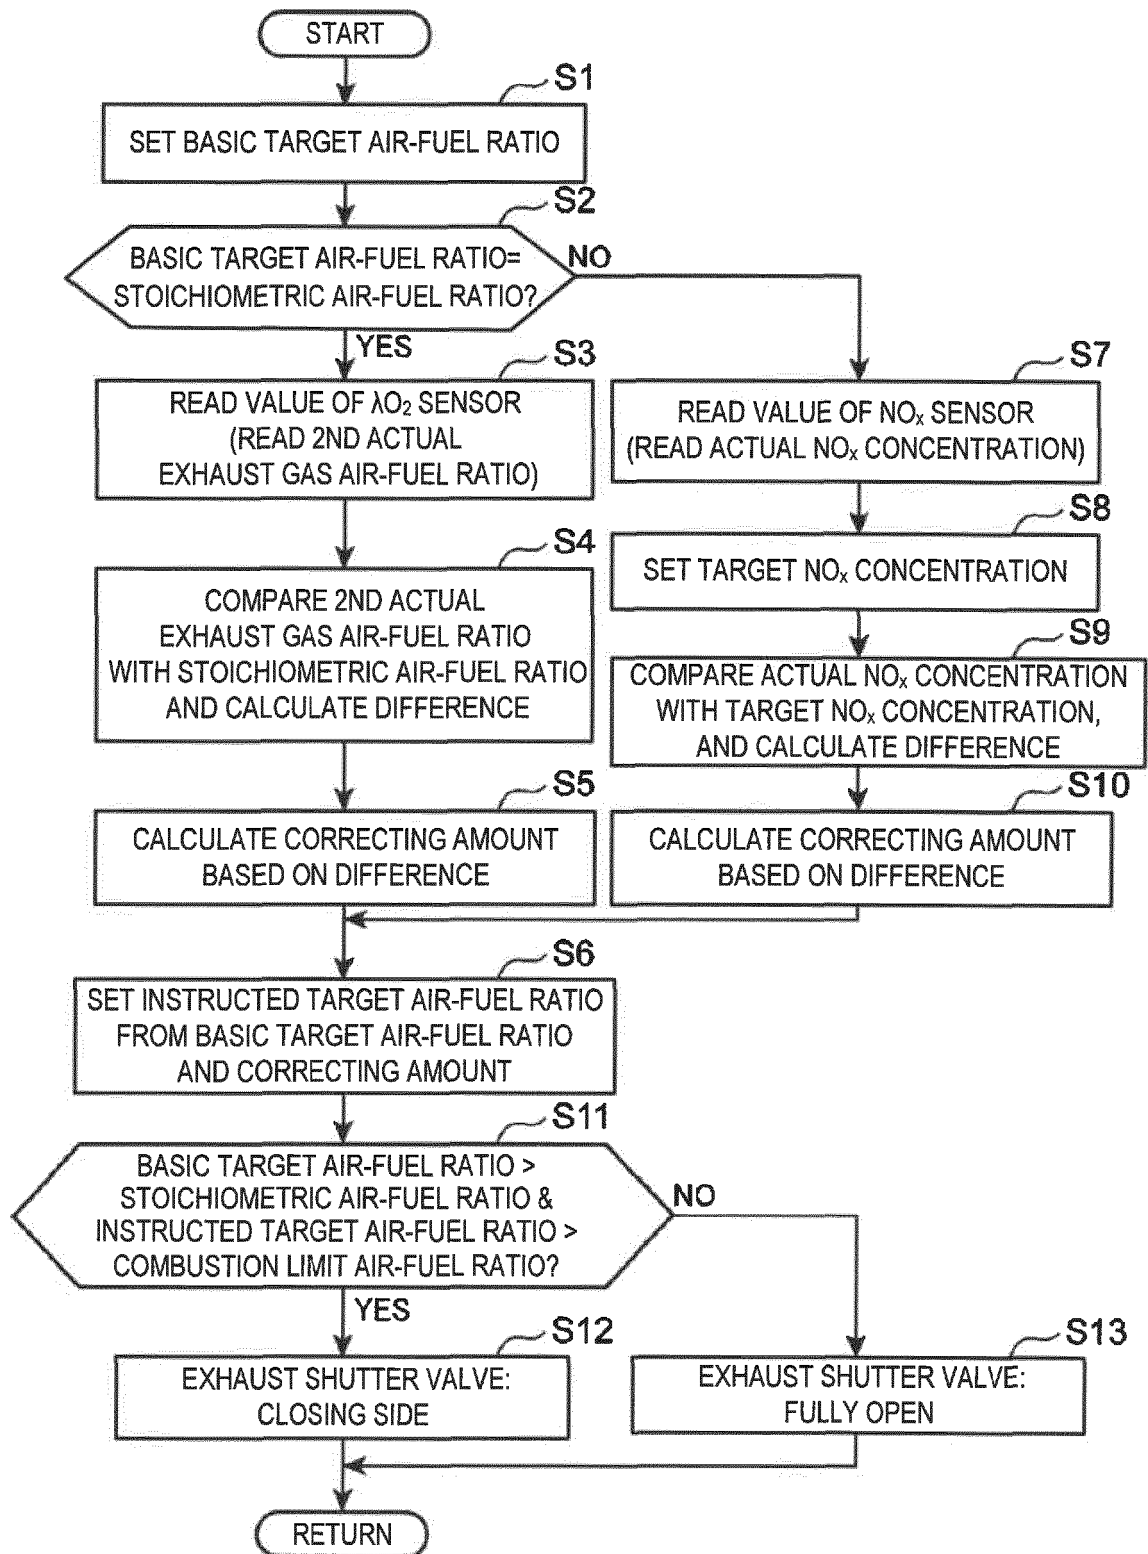 START
S1
SET BASIC TARGET AIR-FUEL RATIO
S2
BASIC TARGET AIR-FUEL RATIO=
STOICHIOMETRIC AIR-FUEL RATIO?
NO
YES
S3
READ VALUE OF λO₂ SENSOR
(READ 2ND ACTUAL
EXHAUST GAS AIR-FUEL RATIO)
S4
COMPARE 2ND ACTUAL
EXHAUST GAS AIR-FUEL RATIO
WITH STOICHIOMETRIC AIR-FUEL RATIO
AND CALCULATE DIFFERENCE
S5
CALCULATE CORRECTING AMOUNT
BASED ON DIFFERENCE
S7
READ VALUE OF NOₓ SENSOR
(READ ACTUAL NOₓ CONCENTRATION)
S8
SET TARGET NOₓ CONCENTRATION
S9
COMPARE ACTUAL NOₓ CONCENTRATION
WITH TARGET NOₓ CONCENTRATION,
AND CALCULATE DIFFERENCE
S10
CALCULATE CORRECTING AMOUNT
BASED ON DIFFERENCE
S6
SET INSTRUCTED TARGET AIR-FUEL RATIO
FROM BASIC TARGET AIR-FUEL RATIO
AND CORRECTING AMOUNT
S11
BASIC TARGET AIR-FUEL RATIO >
STOICHIOMETRIC AIR-FUEL RATIO &
INSTRUCTED TARGET AIR-FUEL RATIO >
COMBUSTION LIMIT AIR-FUEL RATIO?
NO
YES
S12
EXHAUST SHUTTER VALVE:
CLOSING SIDE
S13
EXHAUST SHUTTER VALVE:
FULLY OPEN
RETURN